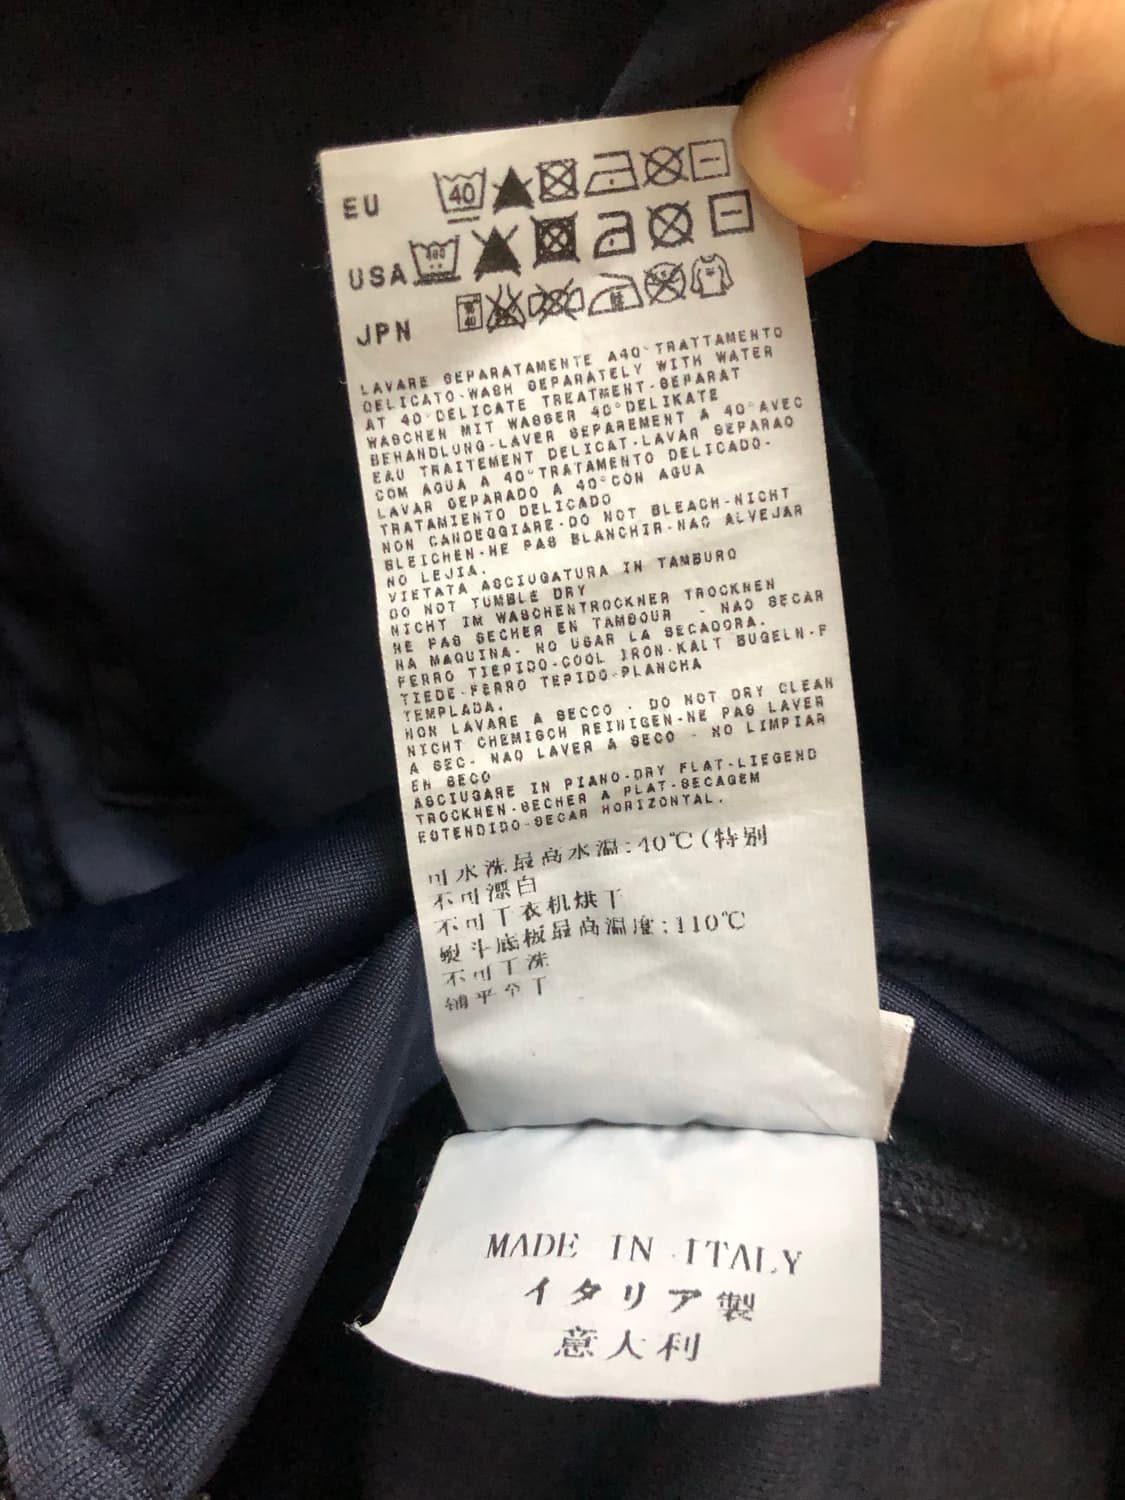 EU 40
USA
JPN 40
LAVARE SEPARATAMENTE A40° TRATTAMENTO
DELICATO-WASH SEPARATELY WITH WATER
AT 40° DELICATE TREATMENT-SEPARAT
WASCHEN MIT WASSER 40° DELIKATE
BEHANDLUNG-LAVER SEPAREMENT A 40° AVEC
EAU TRAITEMENT DELICAT-LAVAR SEPARAO
COM AGUA A 40° TRATAMENTO DELICADO-
LAVAR SEPARADO A 40° CON AGUA
TRATAMIENTO DELICADO
NON CANDEGGIARE-DO NOT BLEACH-NICHT
BLEICHEN-NE PAS BLANCHIR-NAO ALVEJAR
NO LEJIA.
VIETATA ASCIUGATURA IN TAMBURO
DO NOT TUMBLE DRY
NICHT IM WASCHENTROCKNER TROCKNEN
NE PAS SECHER EN TAMBOUR - NAO SECAR
NA MAQUINA- NO USAR LA SECADORA.
FERRO TIEPIDO-COOL IRON-KALT BUGELN-F
TIEDE-FERRO TEPIDO-PLANCHA
TEMPLADA.
NON LAVARE A SECCO - DO NOT DRY CLEAN
NICHT CHEMISCH REINIGEN-NE PAS LAVER
A SEC- NAO LAVER A SECO - NO LIMPIAR
EN SECO
ASCIUGARE IN PIANO-DRY FLAT-LIEGEND
TROCKNEN-SECHER A PLAT-SECAGEM
ESTENDIDO-SECAR HORIZONTAL.
可水洗最高水温:40℃(特别
不可漂白
不可干衣机烘干
熨斗底板最高温度:110℃
不可干洗
铺平令干
MADE IN ITALY
イタリア製
意大利